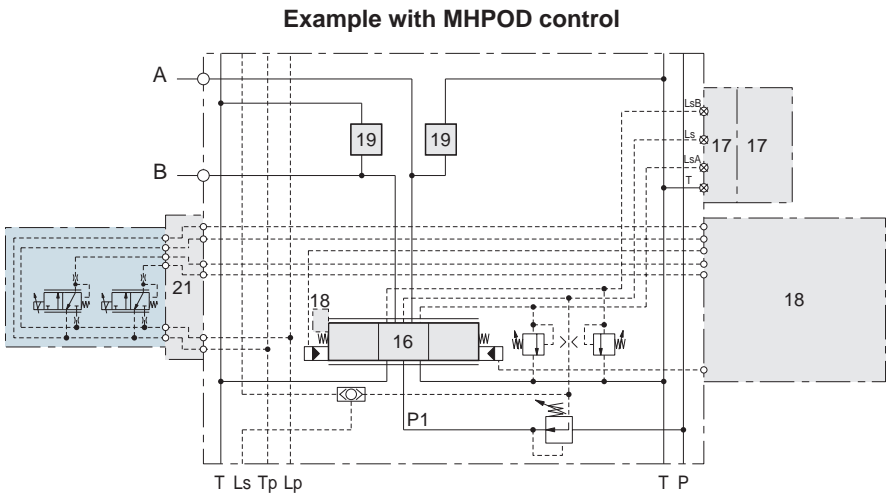 Example with MHPOD control
A
B
19
19
LsB
Ls
LsA
T
17
17
21
18
18
16
P1
T Ls Tp Lp
T P